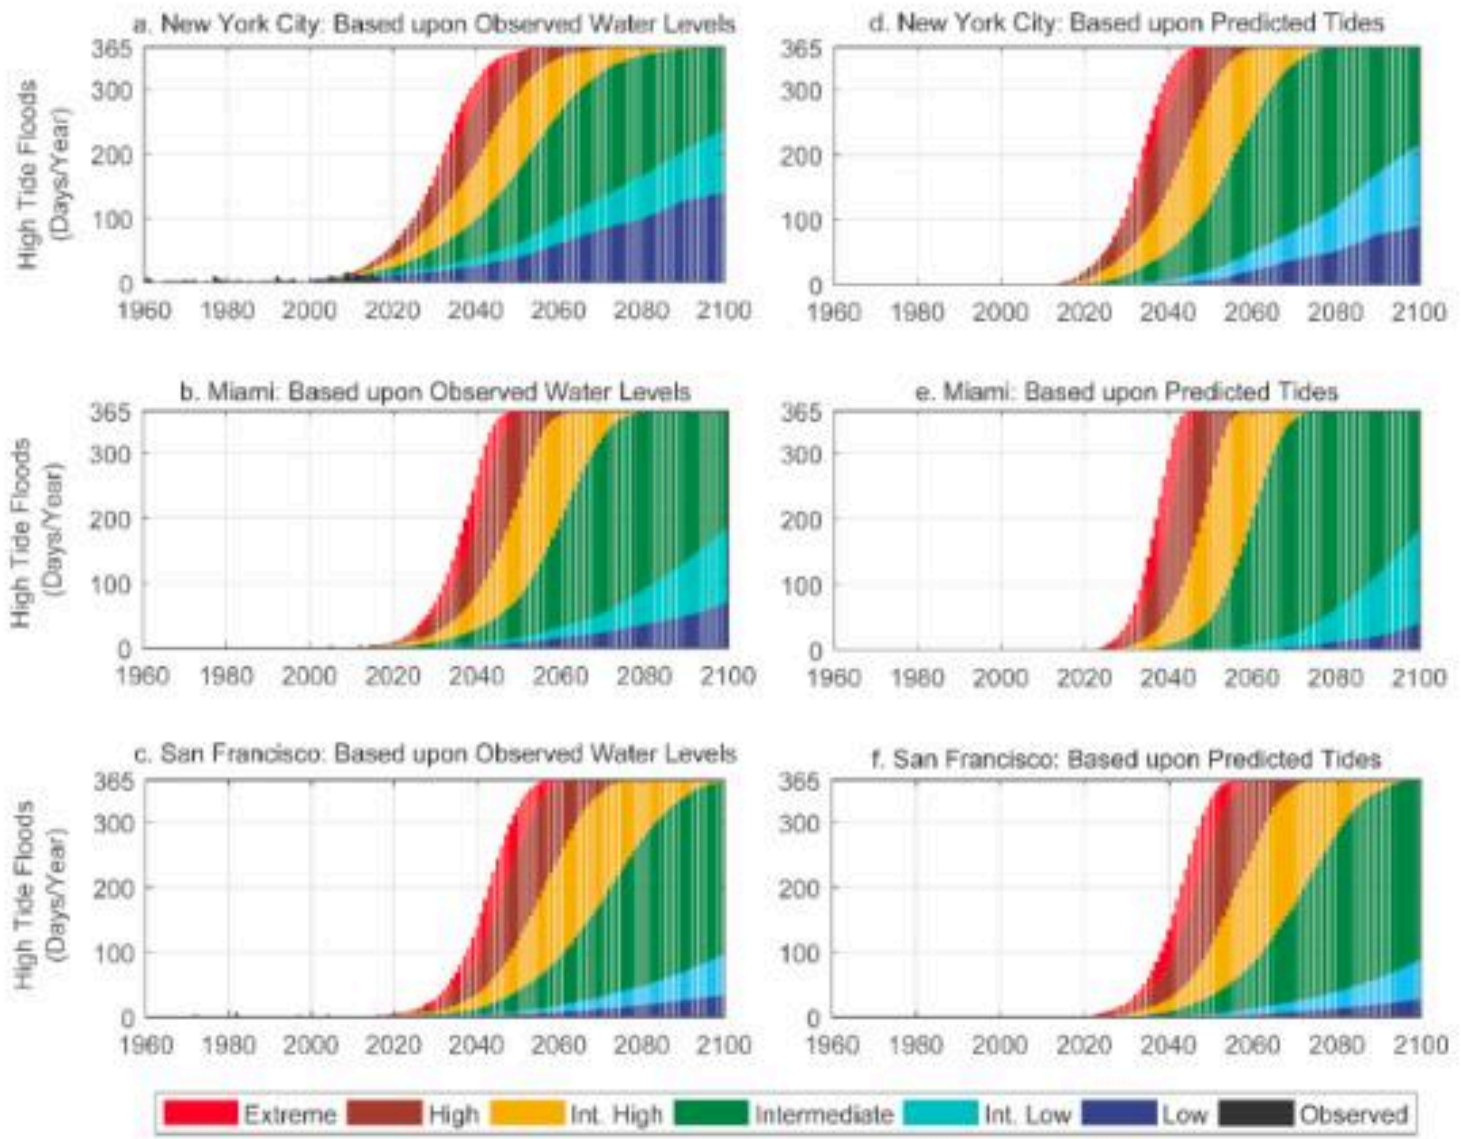 a. New York City: Based upon Observed Water Levels
365
300
200
100
0
High Tide Floods
(Days/Year)
1960 1980 2000 2020 2040 2060 2080 2100
d. New York City: Based upon Predicted Tides
365
300
200
100
0
1960 1980 2000 2020 2040 2060 2080 2100
b. Miami: Based upon Observed Water Levels
365
300
200
100
0
High Tide Floods
(Days/Year)
1960 1980 2000 2020 2040 2060 2080 2100
e. Miami: Based upon Predicted Tides
365
300
200
100
0
1960 1980 2000 2020 2040 2060 2080 2100
c. San Francisco: Based upon Observed Water Levels
365
300
200
100
0
High Tide Floods
(Days/Year)
1960 1980 2000 2020 2040 2060 2080 2100
f. San Francisco: Based upon Predicted Tides
365
300
200
100
0
1960 1980 2000 2020 2040 2060 2080 2100
Extreme High Int. High Intermediate Int. Low Low Observed